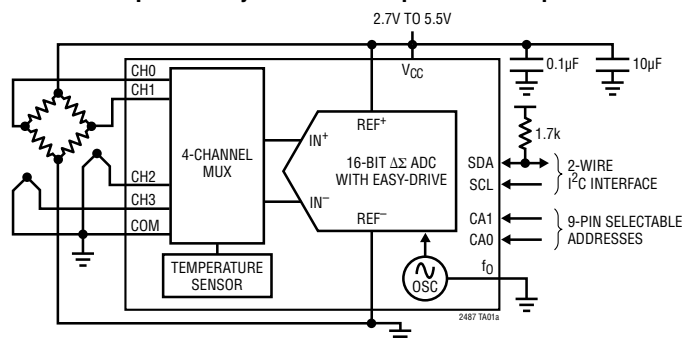 2.7V TO 5.5V
CH0
CH1
CH2
CH3
COM
4-CHANNEL
MUX
TEMPERATURE
SENSOR
IN+
IN–
REF+
16-BIT ΔΣ ADC
WITH EASY-DRIVE
REF–
OSC
VCC
0.1µF
10µF
1.7k
SDA
SCL
2-WIRE
I2C INTERFACE
CA1
CA0
9-PIN SELECTABLE
ADDRESSES
fO
2487 TA01a